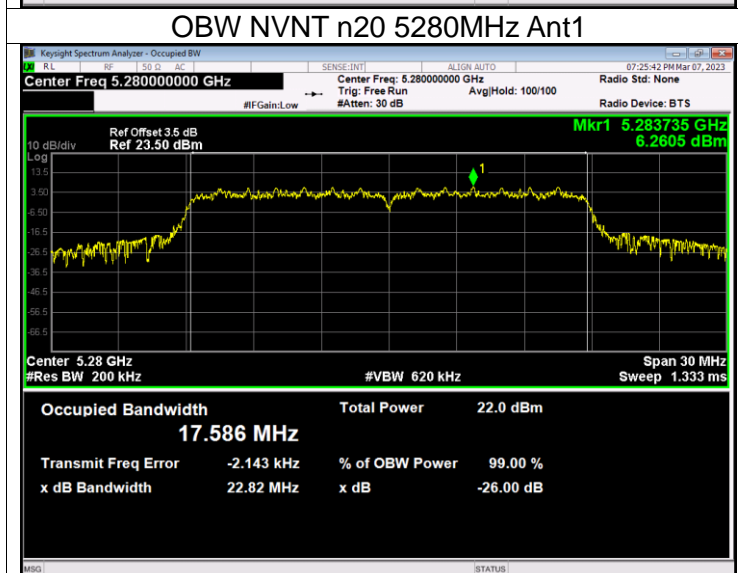 OBW NVNT n20 5280MHz Ant1
Keysight Spectrum Analyzer - Occupied BW
RL RF 50 Ω AC SENSE:INT ALIGN AUTO 07:25:42 PM Mar 07, 2023
Center Freq 5.280000000 GHz Center Freq: 5.280000000 GHz Radio Std: None
Trig: Free Run Avg|Hold: 100/100
#IFGain:Low #Atten: 30 dB Radio Device: BTS
Mkr1 5.283735 GHz
6.2605 dBm
Ref Offset 3.5 dB
10 dB/div Ref 23.50 dBm
Log
13.5
1
3.50
-6.50
-16.5
-26.5
-36.5
-46.5
-56.5
-66.5
Center 5.28 GHz Span 30 MHz
#Res BW 200 kHz #VBW 620 kHz Sweep 1.333 ms
Occupied Bandwidth Total Power 22.0 dBm
17.586 MHz
Transmit Freq Error -2.143 kHz % of OBW Power 99.00 %
x dB Bandwidth 22.82 MHz x dB -26.00 dB
MSG STATUS